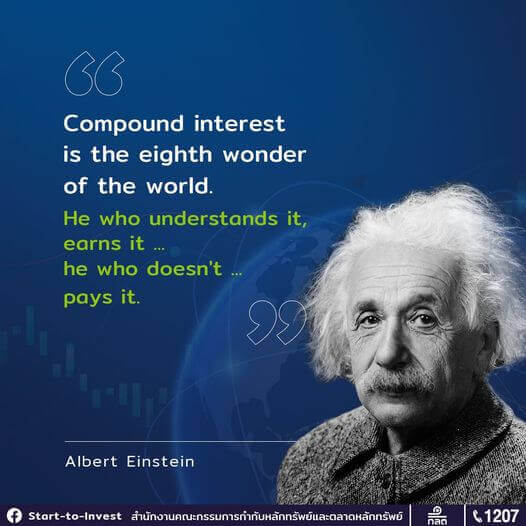 “
Compound interest
is the eighth wonder
of the world.
He who understands it,
earns it ...
he who doesn't ...
pays it.
”
Albert Einstein
Start-to-Invest สำนักงานคณะกรรมการกำกับหลักทรัพย์และตลาดหลักทรัพย์ ก.ล.ต. 1207